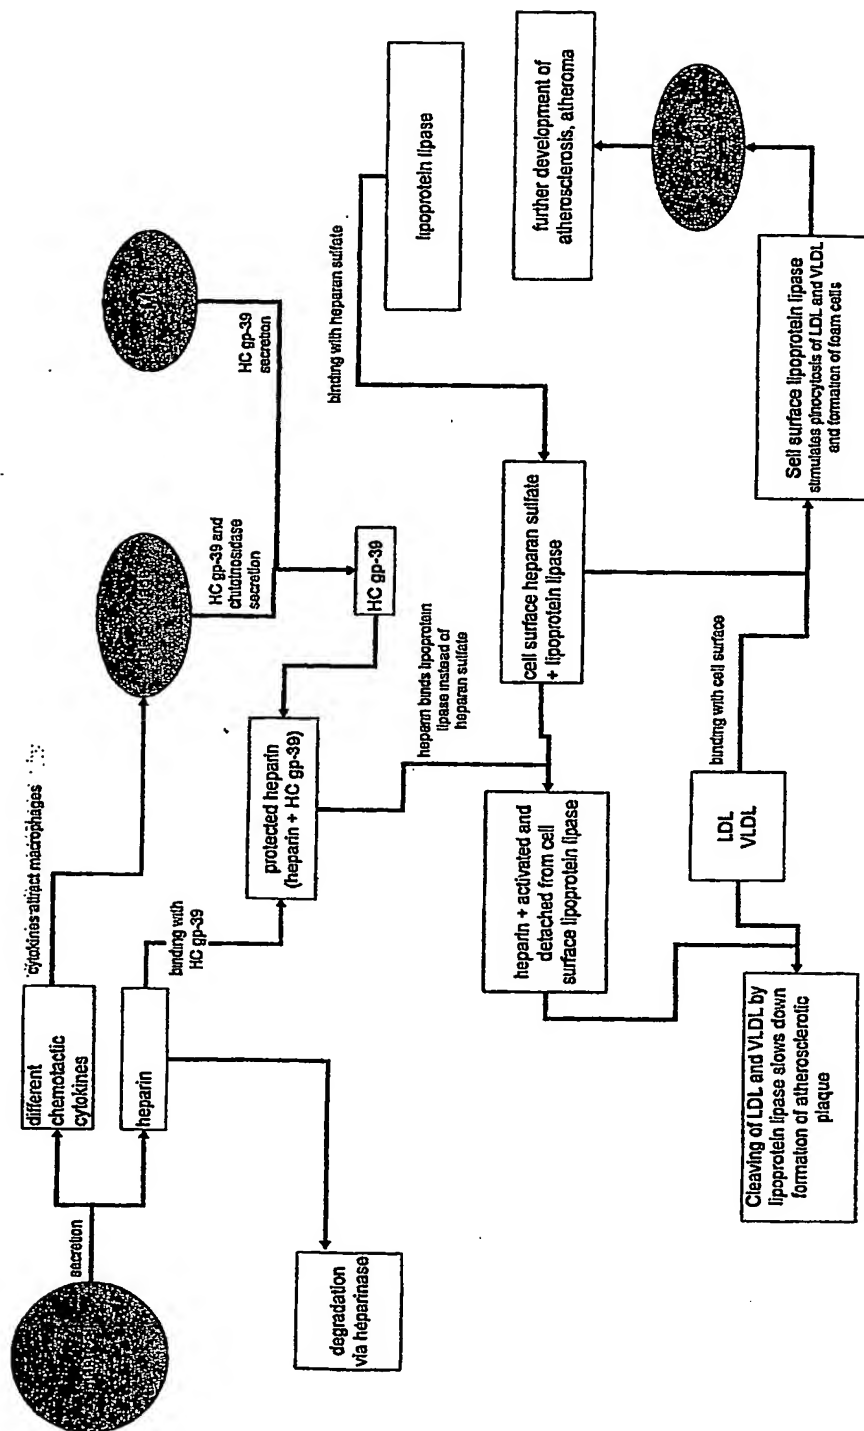 secretion
different
chemotactic
cytokines
heparin
cytokines attract macrophages
degradation
via heparinase
binding with
HC gp-39
HC gp-39 and
chitotriosidase
secretion
HC gp-39
secretion
HC gp-39
protected heparin
(heparin + HC gp-39)
heparin binds lipoprotein
lipase instead of
heparan sulfate
binding with heparan sulfate
lipoprotein lipase
heparin + activated and
detached from cell
surface lipoprotein lipase
cell surface heparan sulfate
+ lipoprotein lipase
further development of
atherosclerosis, atheroma
LDL
VLDL
binding with cell surface
Cleaving of LDL and VLDL by
lipoprotein lipase slows down
formation of atherosclerotic
plaque
Sell surface lipoprotein lipase
stimulates pinocytosis of LDL and VLDL
and formation of foam cells